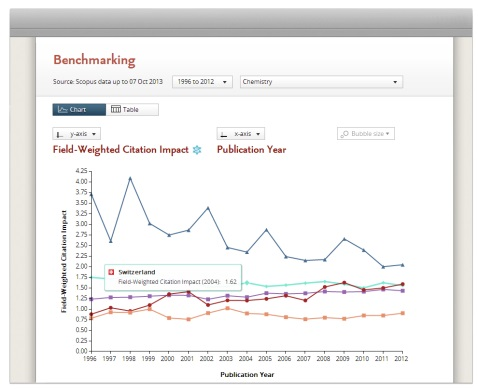 Benchmarking
Source: Scopus data up to 07 Oct 2013
1996 to 2012
Chemistry
Chart
Table
y-axis
x-axis
Bubble size
Field-Weighted Citation Impact
Publication Year
Field-Weighted Citation Impact
4.25
4.00
3.75
3.50
3.25
3.00
2.75
2.50
2.25
2.00
1.75
1.50
1.25
1.00
0.75
0.50
0.25
0.00
Switzerland
Field-Weighted Citation Impact (2004): 1.62
1996 1997 1998 1999 2000 2001 2002 2003 2004 2005 2006 2007 2008 2009 2010 2011 2012
Publication Year